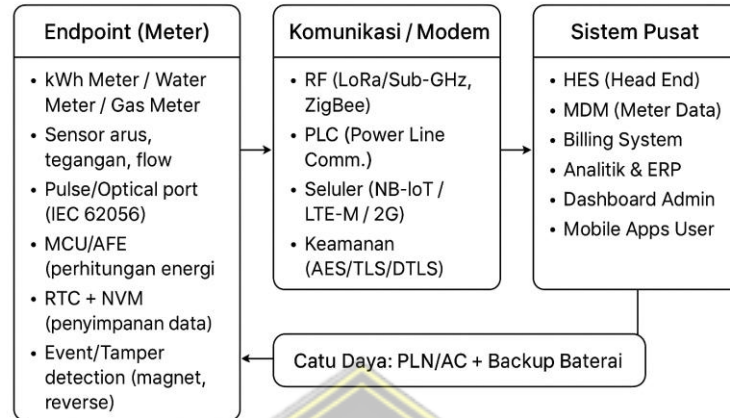 Endpoint (Meter)
• kWh Meter / Water
Meter / Gas Meter
• Sensor arus,
tegangan, flow
• Pulse/Optical port
(IEC 62056)
• MCU/AFE
(perhitungan energi
• RTC + NVM
(penyimpanan data)
• Event/Tamper
detection (magnet,
reverse)
Komunikasi / Modem
• RF (LoRa/Sub-GHz,
ZigBee)
• PLC (Power Line
Comm.)
• Seluler (NB-IoT /
LTE-M / 2G)
• Keamanan
(AES/TLS/DTLS)
Sistem Pusat
• HES (Head End)
• MDM (Meter Data)
• Billing System
• Analitik & ERP
• Dashboard Admin
• Mobile Apps User
Catu Daya: PLN/AC + Backup Baterai